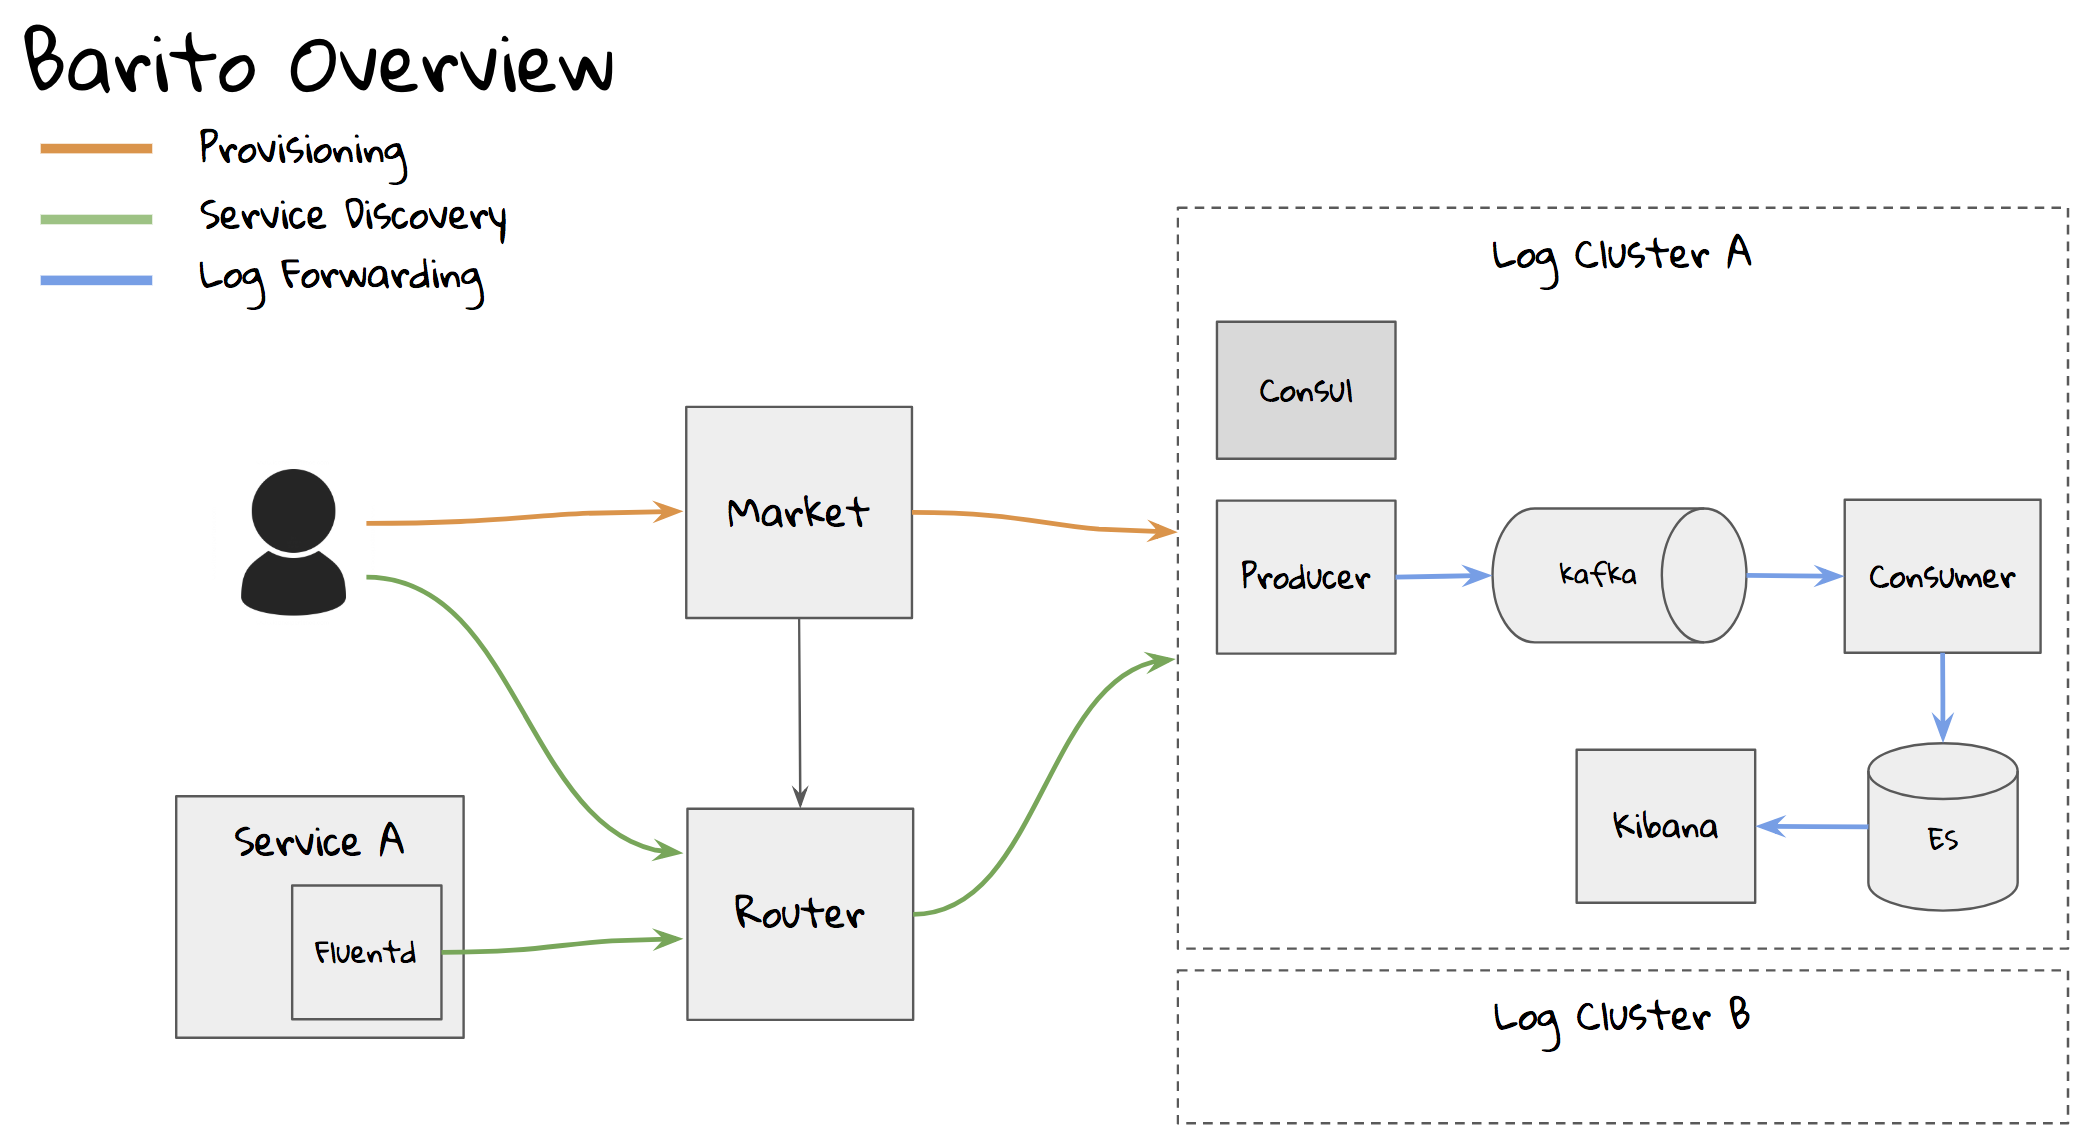 Barito Overview
Provisioning
Service Discovery
Log Forwarding
Log Cluster A
Consul
Market
Producer
kafka
Consumer
Service A
Fluentd
Router
Kibana
ES
Log Cluster B